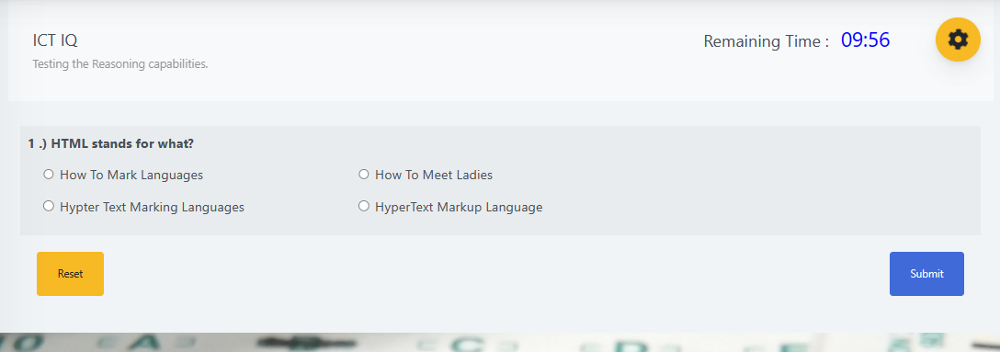 ICT IQ
Remaining Time : 09:56
Testing the Reasoning capabilities.
1 .) HTML stands for what?
How To Mark Languages
How To Meet Ladies
Hypter Text Marking Languages
HyperText Markup Language
Reset
Submit
A
C
D
E